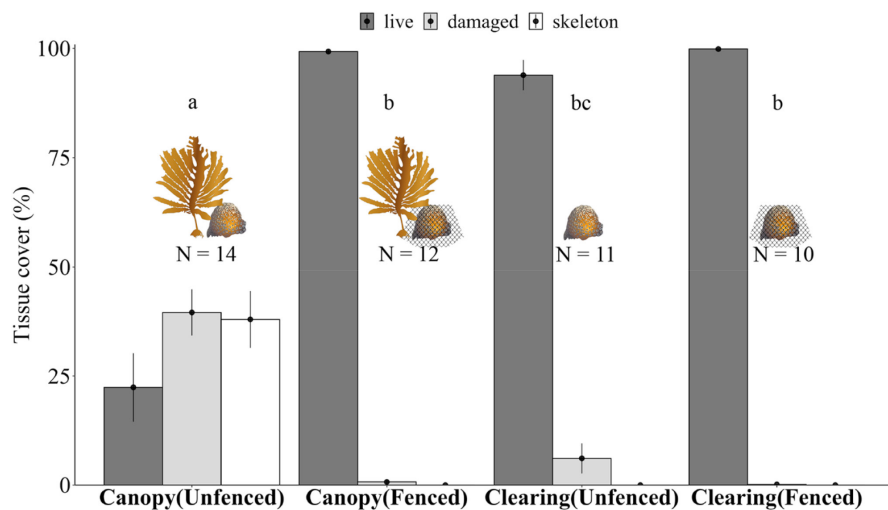 live damaged skeleton
100
75
50
25
0
Tissue cover (%)
a b bc b
N = 14 N = 12 N = 11 N = 10
Canopy(Unfenced) Canopy(Fenced) Clearing(Unfenced) Clearing(Fenced)